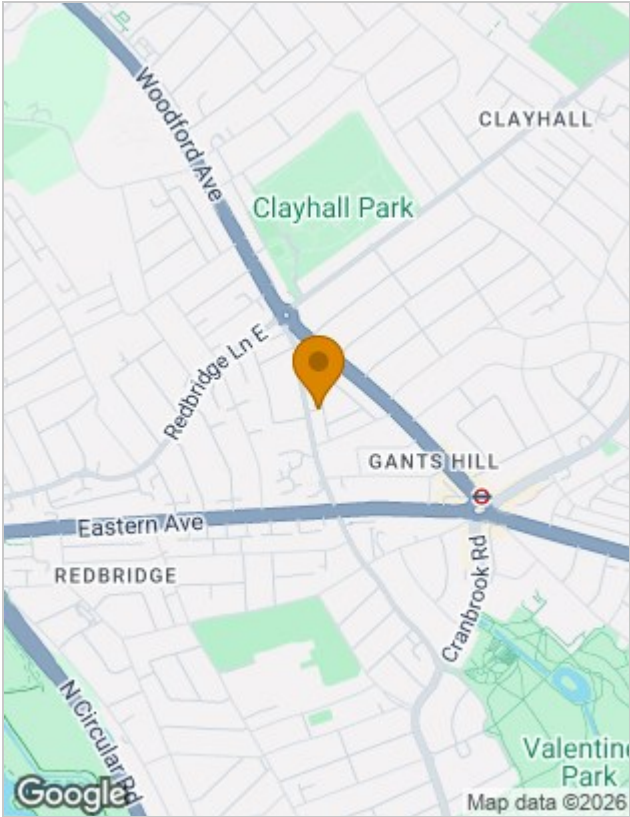 Woodford Ave
CLAYHALL
Clayhall Park
Redbridge Ln E
GANTS HILL
Eastern Ave
REDBRIDGE
Cranbrook Rd
N Circular Rd
Valentine
Park
Google
Map data ©2026